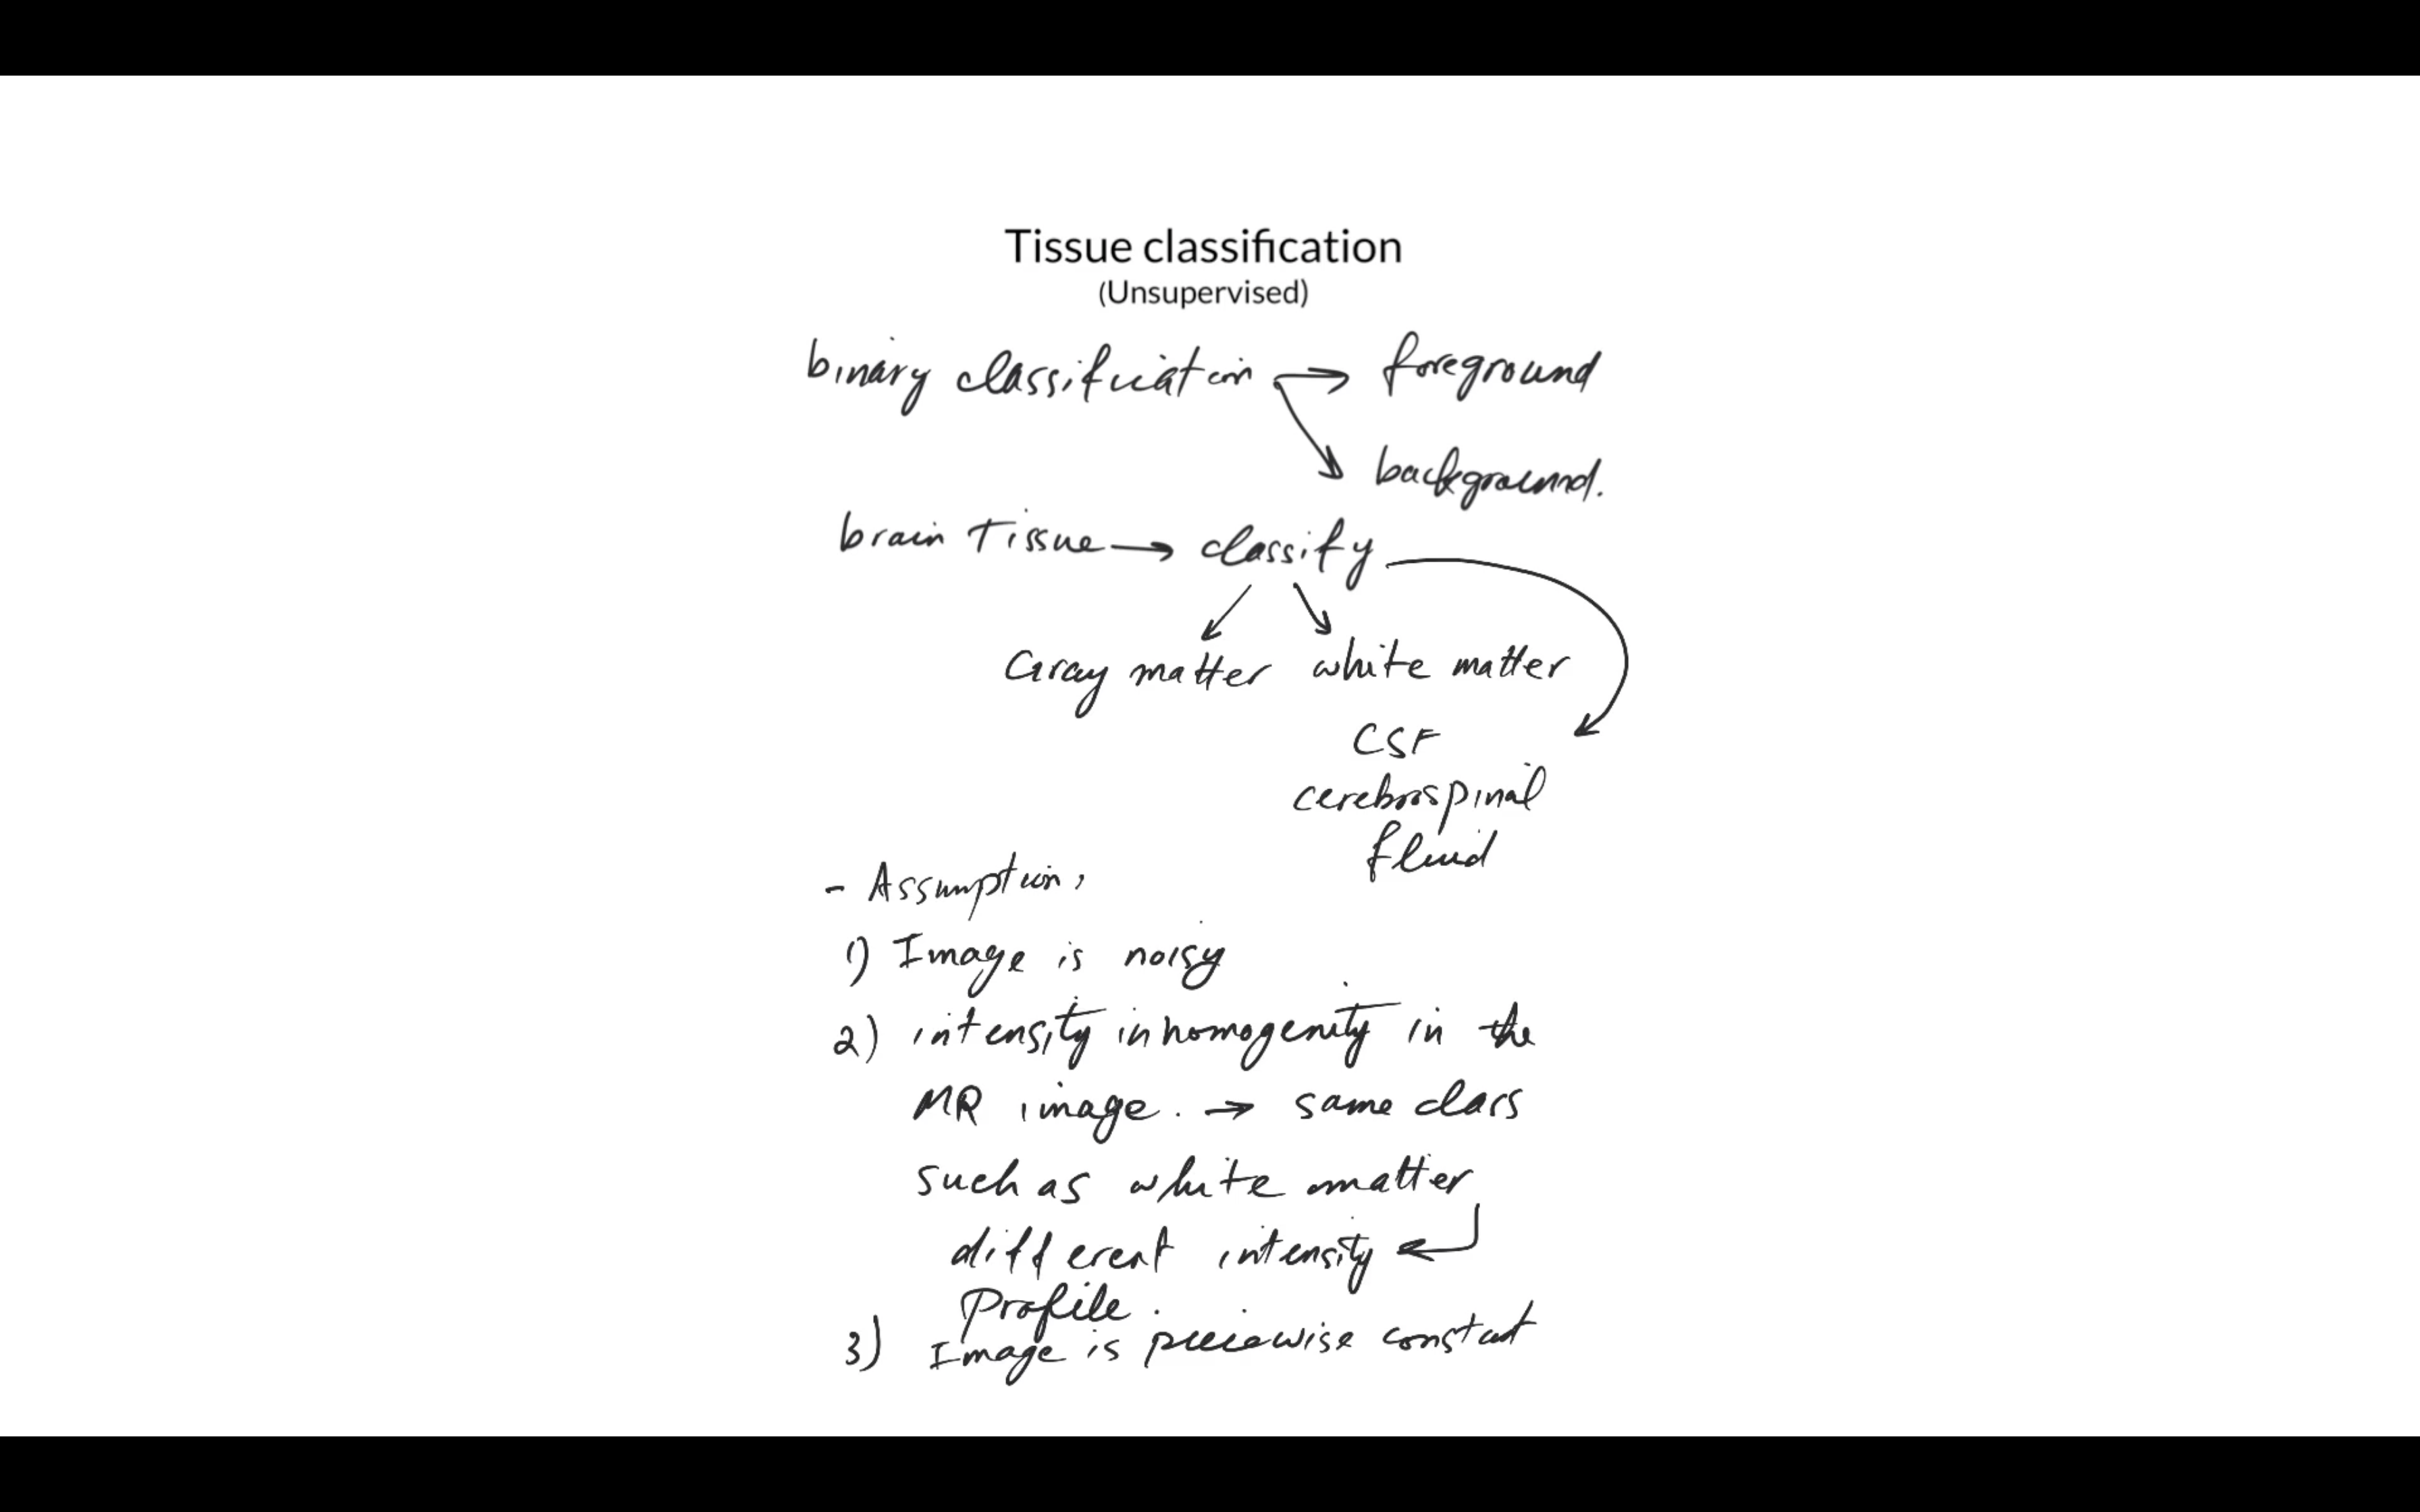 Tissue classification
(Unsupervised)
binary classification → foreground
background.
brain Tissue → classify
Gray matter white matter
CSF
cerebrospinal
fluid
- Assumption,
1) Image is noisy
2) intensity inhomogenity in the
MR image. → same class
such as white matter
different intensity
Profile.
3) Image is piecewise constant